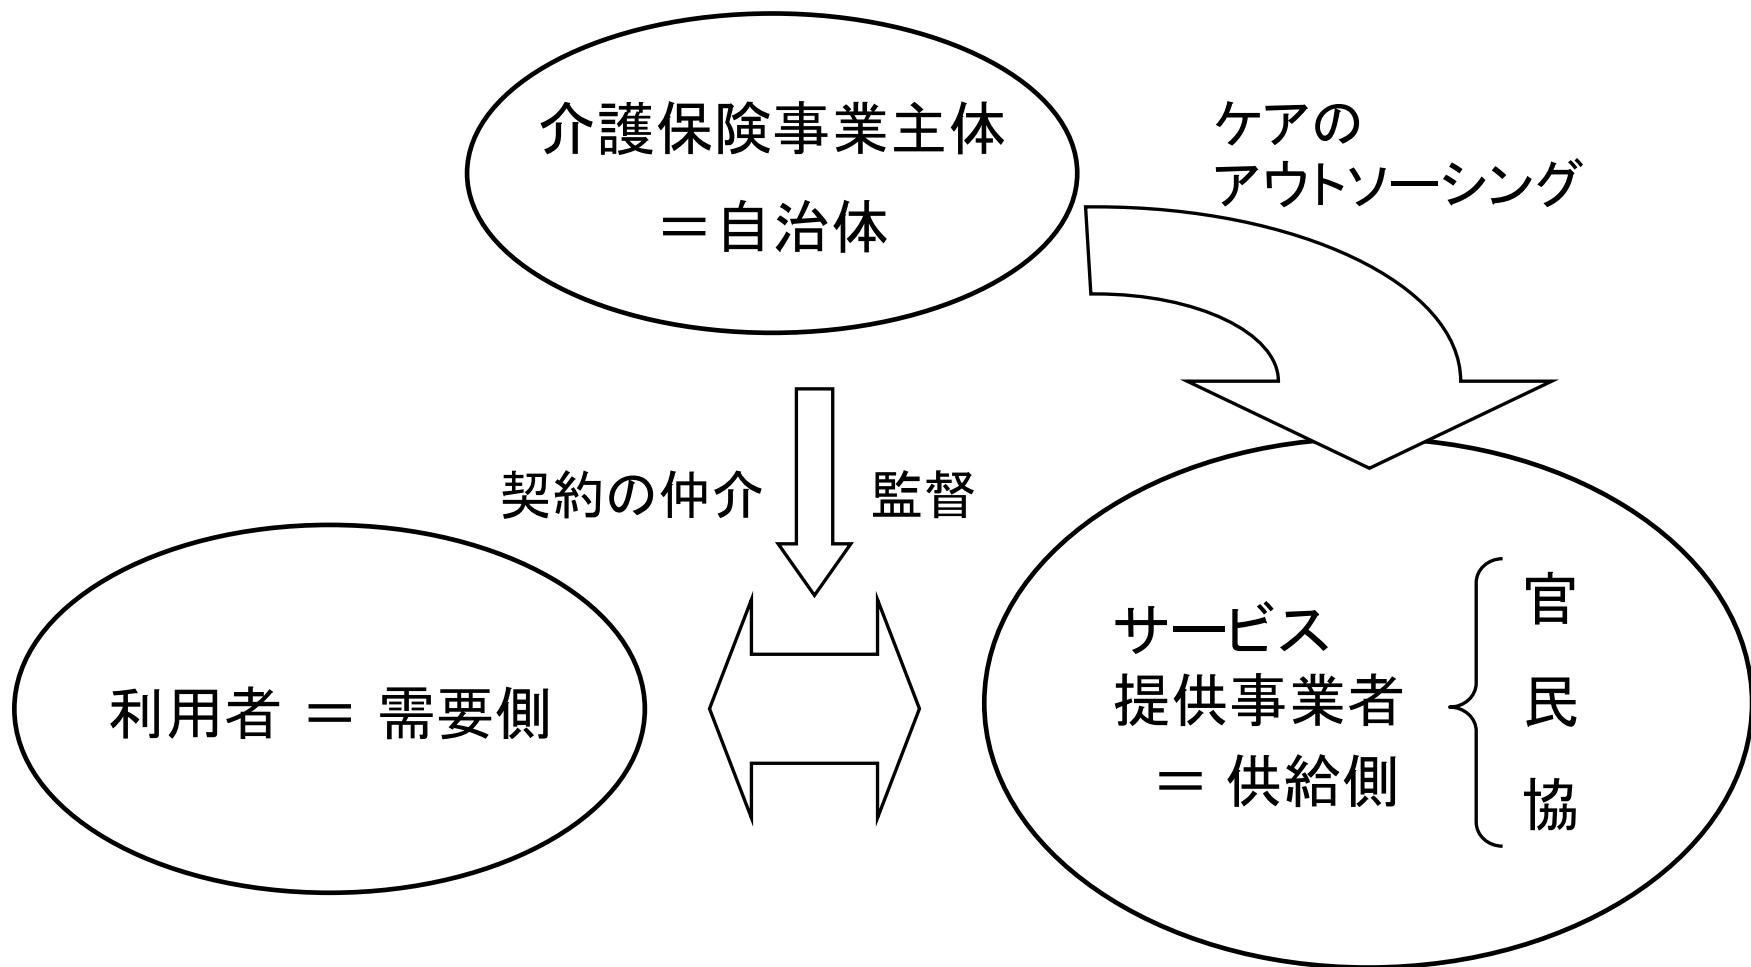 介護保険事業主体
＝自治体
ケアの
アウトソーシング
契約の仲介
監督
利用者 ＝ 需要側
サービス
提供事業者
＝ 供給側
官
民
協